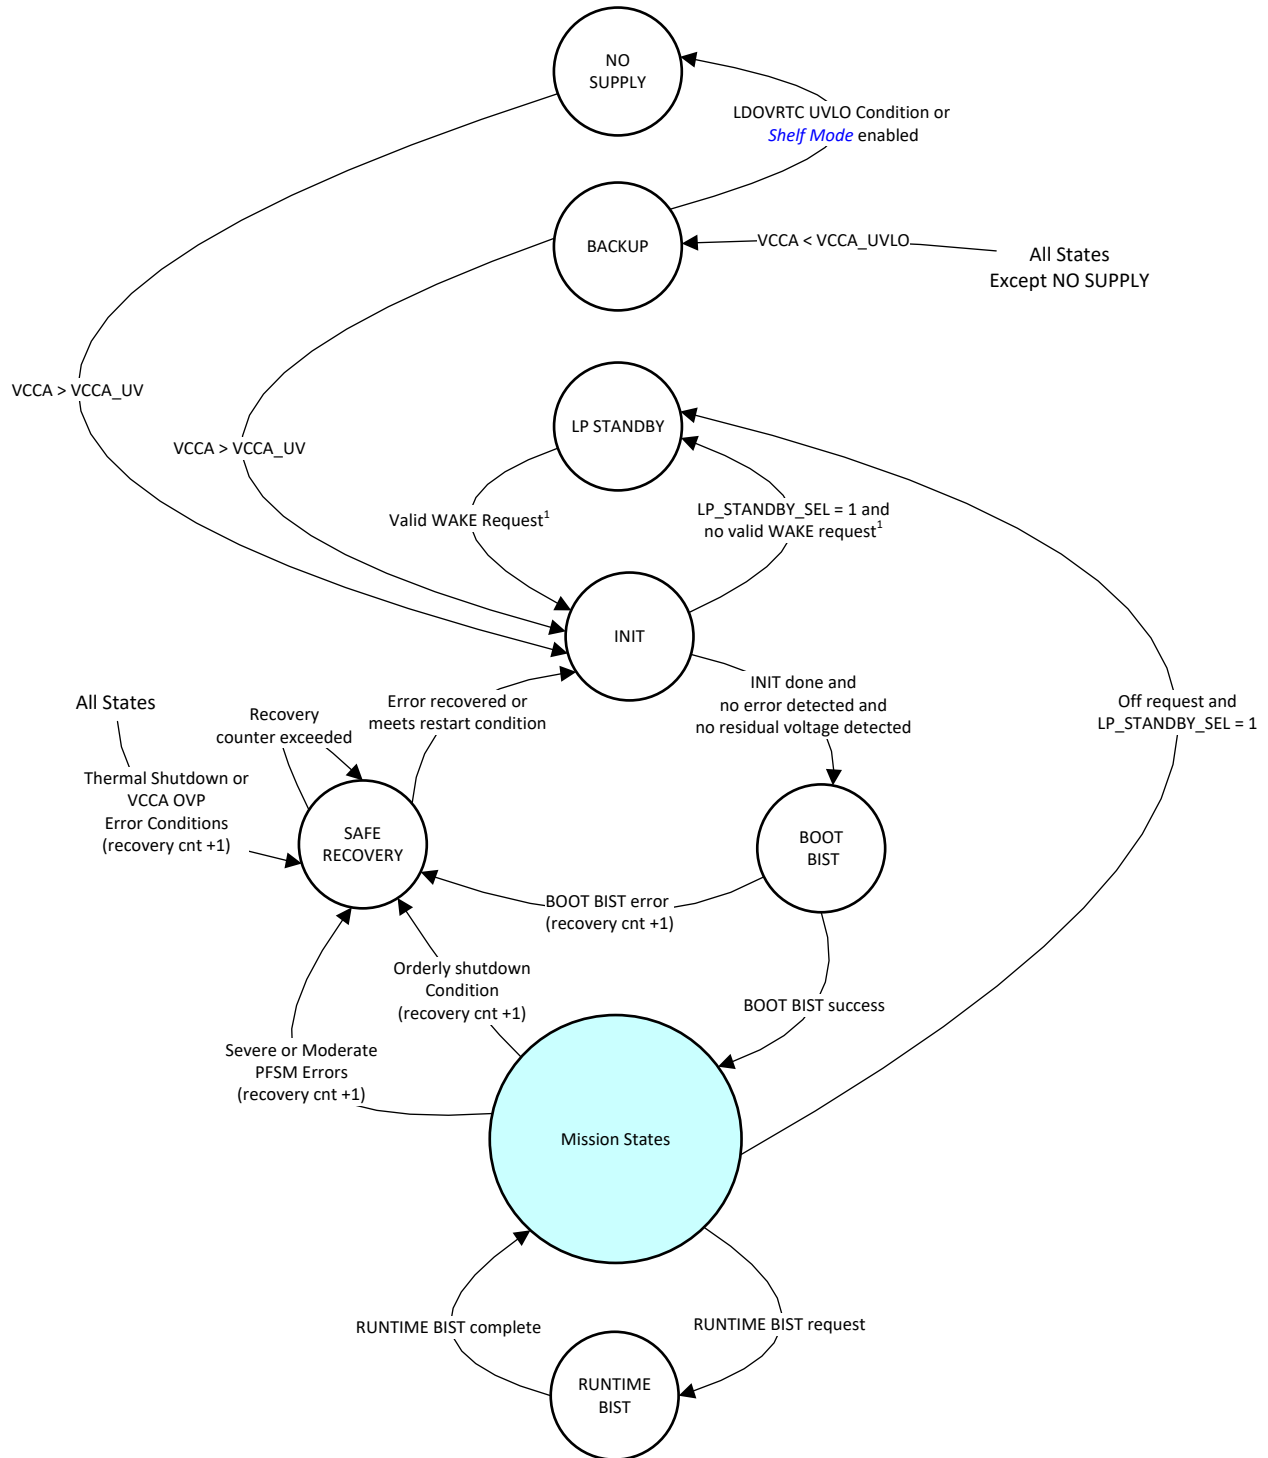 NO
SUPPLY
LDOVRTC UVLO Condition or
Shelf Mode enabled
BACKUP
VCCA < VCCA_UVLO
All States
Except NO SUPPLY
VCCA > VCCA_UV
VCCA > VCCA_UV
LP STANDBY
Valid WAKE Request1
LP_STANDBY_SEL = 1 and
no valid WAKE request1
INIT
All States
Recovery
counter exceeded
Error recovered or
meets restart condition
INIT done and
no error detected and
no residual voltage detected
Off request and
LP_STANDBY_SEL = 1
Thermal Shutdown or
VCCA OVP
Error Conditions
(recovery cnt +1)
SAFE
RECOVERY
BOOT
BIST
BOOT BIST error
(recovery cnt +1)
Orderly shutdown
Condition
(recovery cnt +1)
BOOT BIST success
Severe or Moderate
PFSM Errors
(recovery cnt +1)
Mission States
RUNTIME BIST complete
RUNTIME BIST request
RUNTIME
BIST